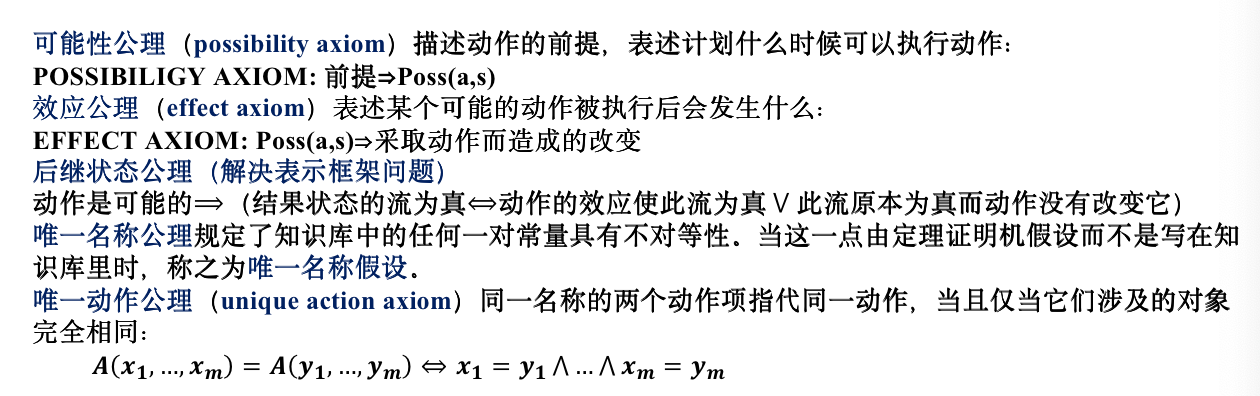 可能性公理（possibility axiom）描述动作的前提，表述计划什么时候可以执行动作：
POSSIBILIGY AXIOM: 前提⇒Poss(a,s)
效应公理（effect axiom）表述某个可能的动作被执行后会发生什么：
EFFECT AXIOM: Poss(a,s)⇒采取动作而造成的改变
后继状态公理（解决表示框架问题）
动作是可能的⟹（结果状态的流为真⟺动作的效应使此流为真∨此流原本为真而动作没有改变它）
唯一名称公理规定了知识库中的任何一对常量具有不对等性。当这一点由定理证明机假设而不是写在知
识库里时，称之为唯一名称假设。
唯一动作公理（unique action axiom）同一名称的两个动作项指代同一动作，当且仅当它们涉及的对象
完全相同：
A(x₁, …, xₘ) = A(y₁, …, yₘ) ⇔ x₁ = y₁ ∧ … ∧ xₘ = yₘ